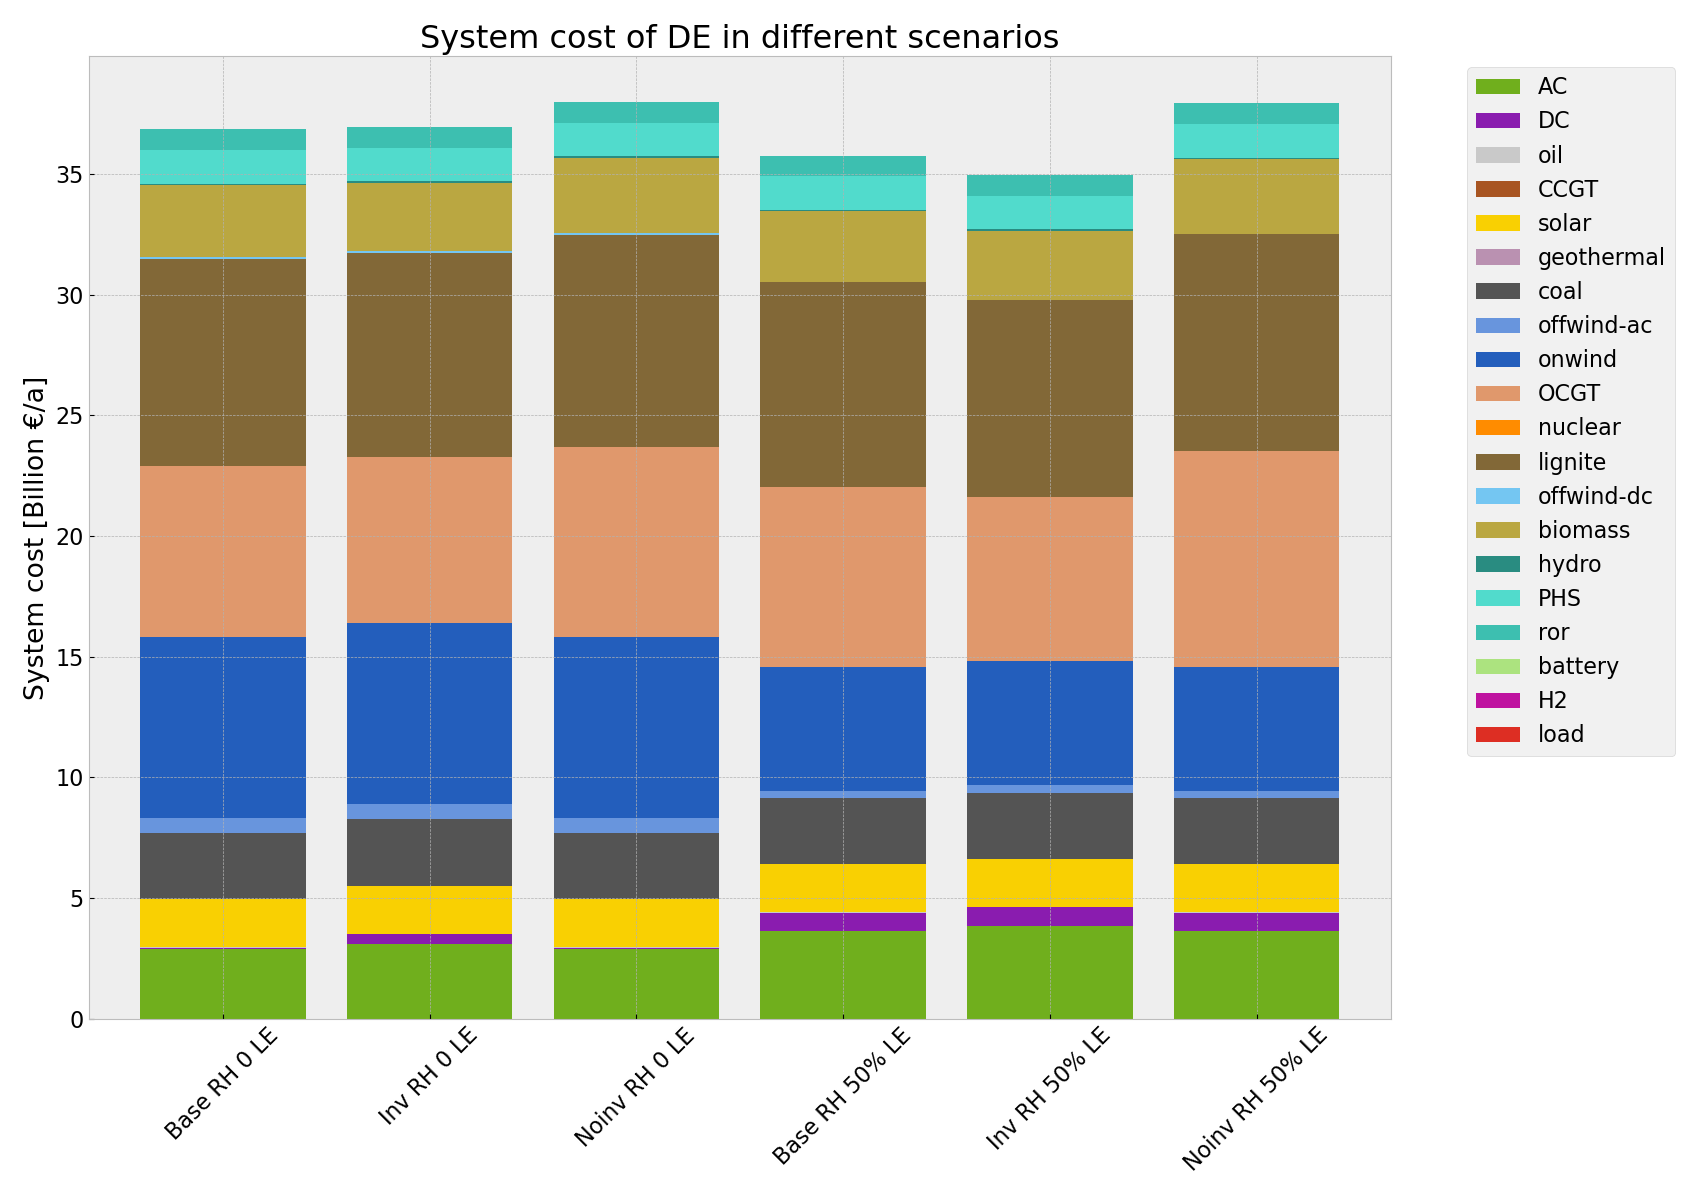 System cost of DE in different scenarios
System cost [Billion €/a]
35
30
25
20
15
10
5
0
Base RH 0 LE
Inv RH 0 LE
Noinv RH 0 LE
Base RH 50% LE
Inv RH 50% LE
Noinv RH 50% LE
AC
DC
oil
CCGT
solar
geothermal
coal
offwind-ac
onwind
OCGT
nuclear
lignite
offwind-dc
biomass
hydro
PHS
ror
battery
H2
load